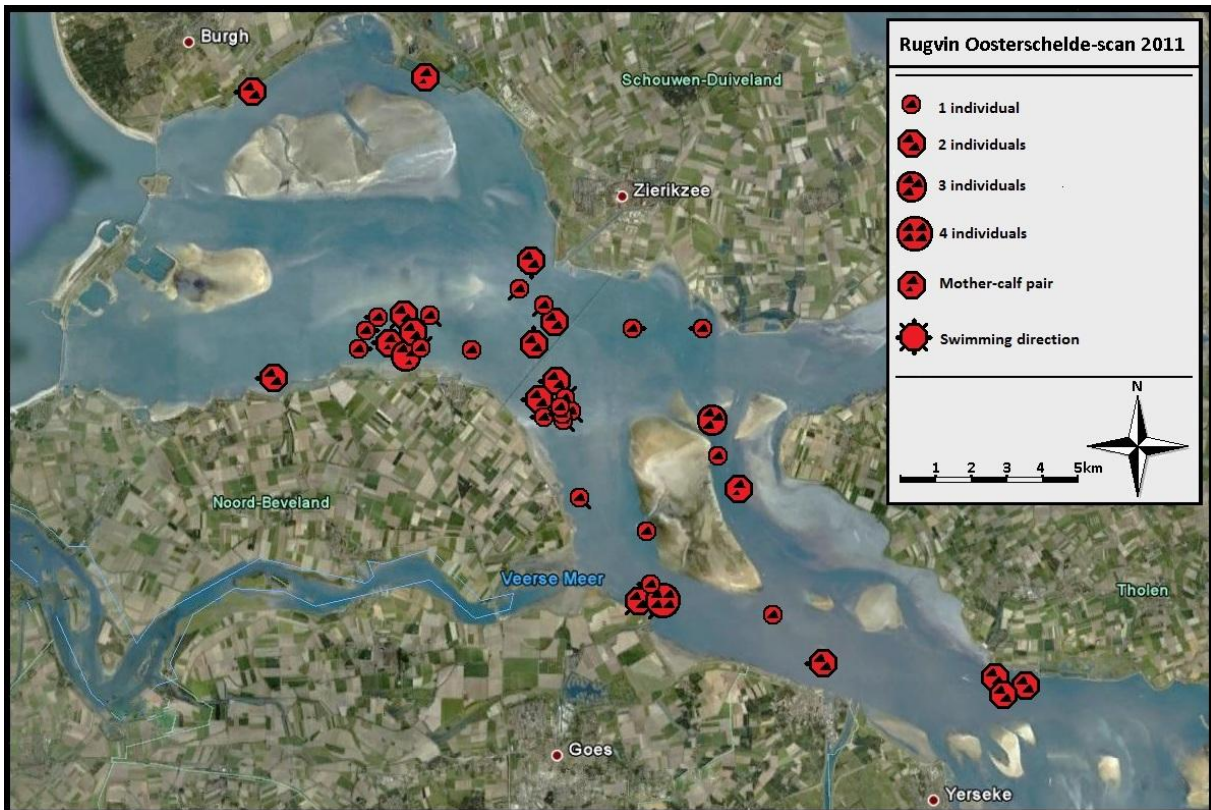 Burgh
Schouwen-Duiveland
Zierikzee
Noord-Beveland
Veerse Meer
Tholen
Goes
Yerseke
Rugvin Oosterschelde-scan 2011
1 individual
2 individuals
3 individuals
4 individuals
Mother-calf pair
Swimming direction
N
1 2 3 4 5km